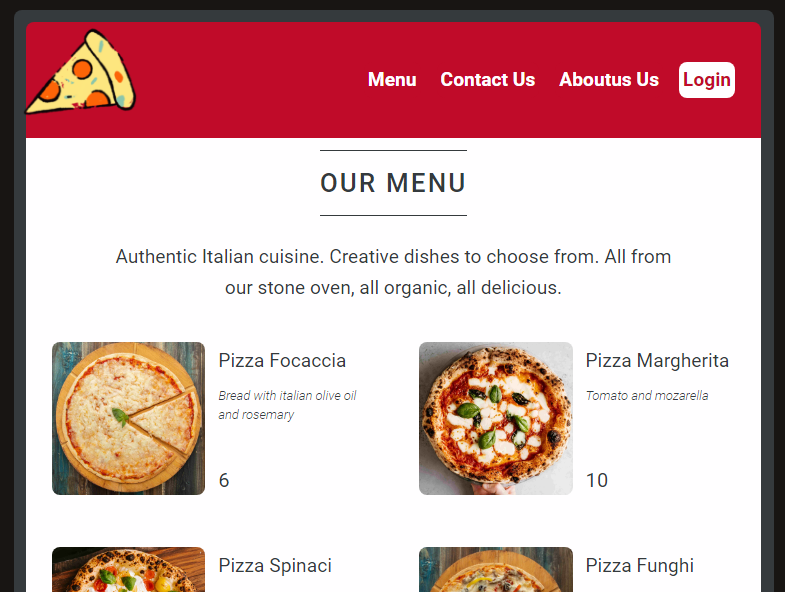 Menu Contact Us Aboutus Us Login
OUR MENU
Authentic Italian cuisine. Creative dishes to choose from. All from
our stone oven, all organic, all delicious.
Pizza Focaccia
Bread with italian olive oil
and rosemary
6
Pizza Margherita
Tomato and mozarella
10
Pizza Spinaci
Pizza Funghi